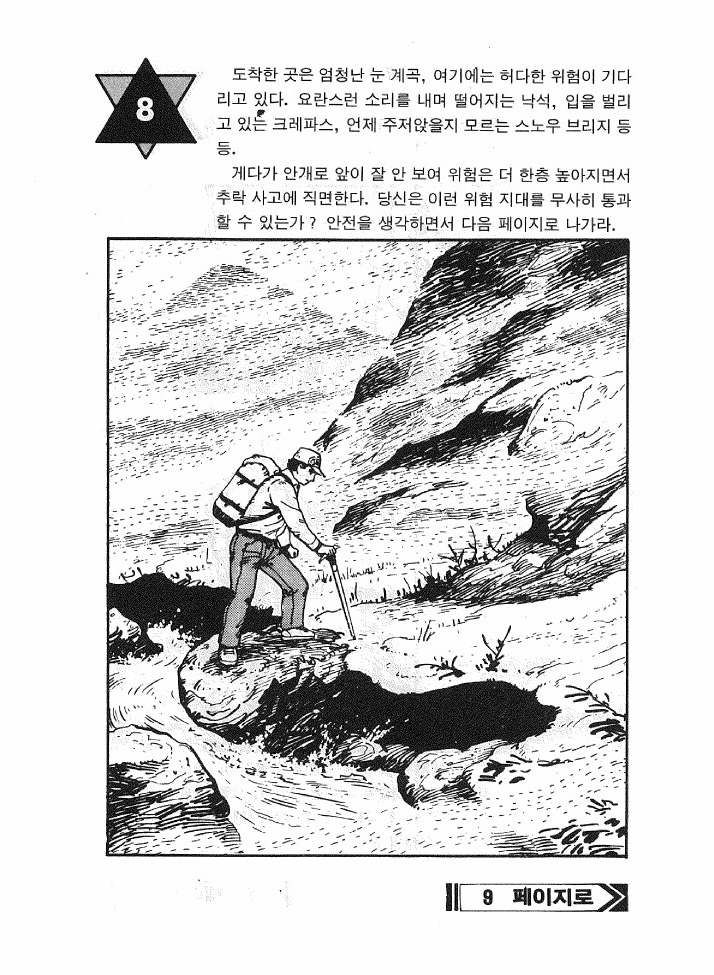 8
도착한 곳은 엄청난 눈 계곡, 여기에는 허다한 위험이 기다
리고 있다. 요란스런 소리를 내며 떨어지는 낙석, 입을 벌리
고 있는 크레파스, 언제 주저앉을지 모르는 스노우 브리지 등
등.
게다가 안개로 앞이 잘 안 보여 위험은 더 한층 높아지면서
추락 사고에 직면한다. 당신은 이런 위험 지대를 무사히 통과
할 수 있는가? 안전을 생각하면서 다음 페이지로 나가라.
9 페이지로